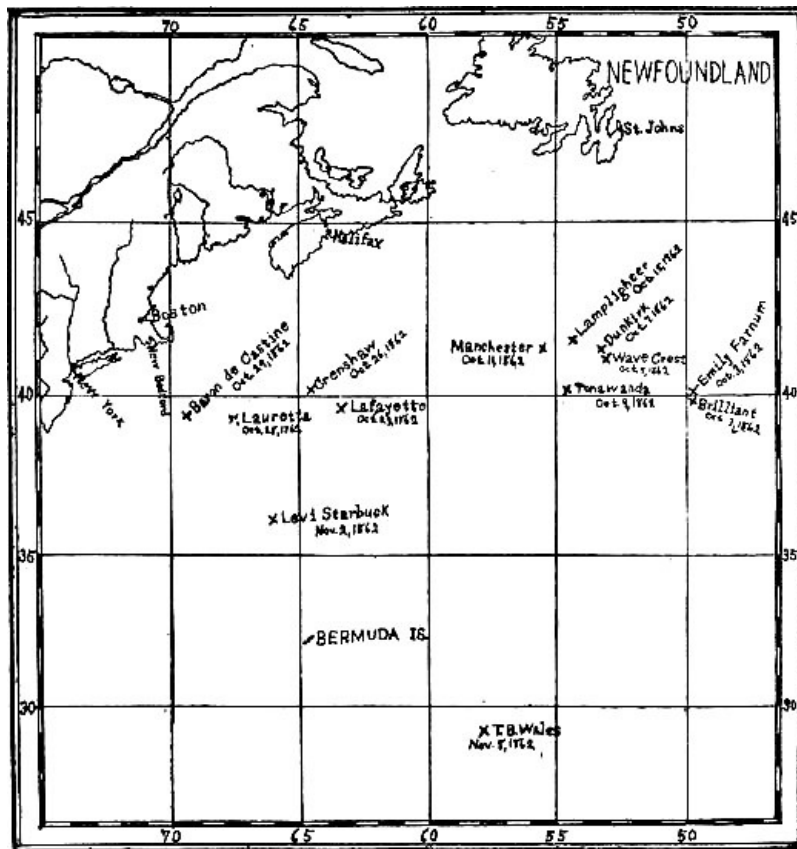 70 65 60 55 50
NEWFOUNDLAND
St. Johns
45 45
Halifax
Lamplighter
Oct. 15, 1862
Dunkirk
Oct. 7, 1862
Boston
Manchester
Oct. 11, 1862
Wave Crest
Oct. 7, 1862
Emily Farnum
Oct. 3, 1862
New Bedford
Baron de Castine
Oct. 29, 1862
Crenshaw
Oct. 26, 1862
40 40
New York
Tonawanda
Oct. 9, 1862
Brilliant
Oct. 3, 1862
Lauretta
Oct. 28, 1862
Lafayette
Oct. 23, 1862
Levi Starbuck
Nov. 2, 1862
35 35
BERMUDA IS.
30 30
T.B. Wales
Nov. 8, 1862
70 65 60 55 50